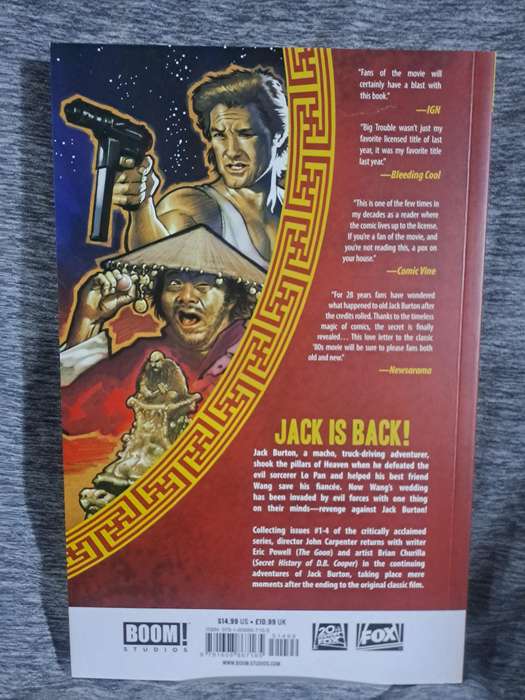 "Fans of the movie will
certainly have a blast with
this book."
—IGN
"Big Trouble wasn't just my
favorite licensed title of last
year, it was my favorite title
last year."
—Bleeding Cool
"This is one of the few times in
my decades as a reader where
the comic lives up to the license.
If you're a fan of the movie, and
you're not reading this, a pox on
your house."
—Comic Vine
"For 28 years fans have wondered
what happened to old Jack Burton after
the credits rolled. Thanks to the timeless
magic of comics, the secret is finally
revealed... This love letter to the classic
'80s movie will be sure to please fans both
old and new."
—Newsarama
JACK IS BACK!
Jack Burton, a macho, truck-driving adventurer,
shook the pillars of Heaven when he defeated the
evil sorcerer Lo Pan and helped his best friend
Wang save his fiancée. Now Wang's wedding
has been invaded by evil forces with one thing
on their minds—revenge against Jack Burton!
Collecting issues #1-4 of the critically acclaimed
series, director John Carpenter returns with writer
Eric Powell (The Goon) and artist Brian Churilla
(Secret History of D.B. Cooper) in the continuing
adventures of Jack Burton, taking place mere
moments after the ending to the original classic film.
$14.99 US • £10.99 UK
51499
BOOM!
STUDIOS
WWW.BOOM-STUDIOS.COM
FOX